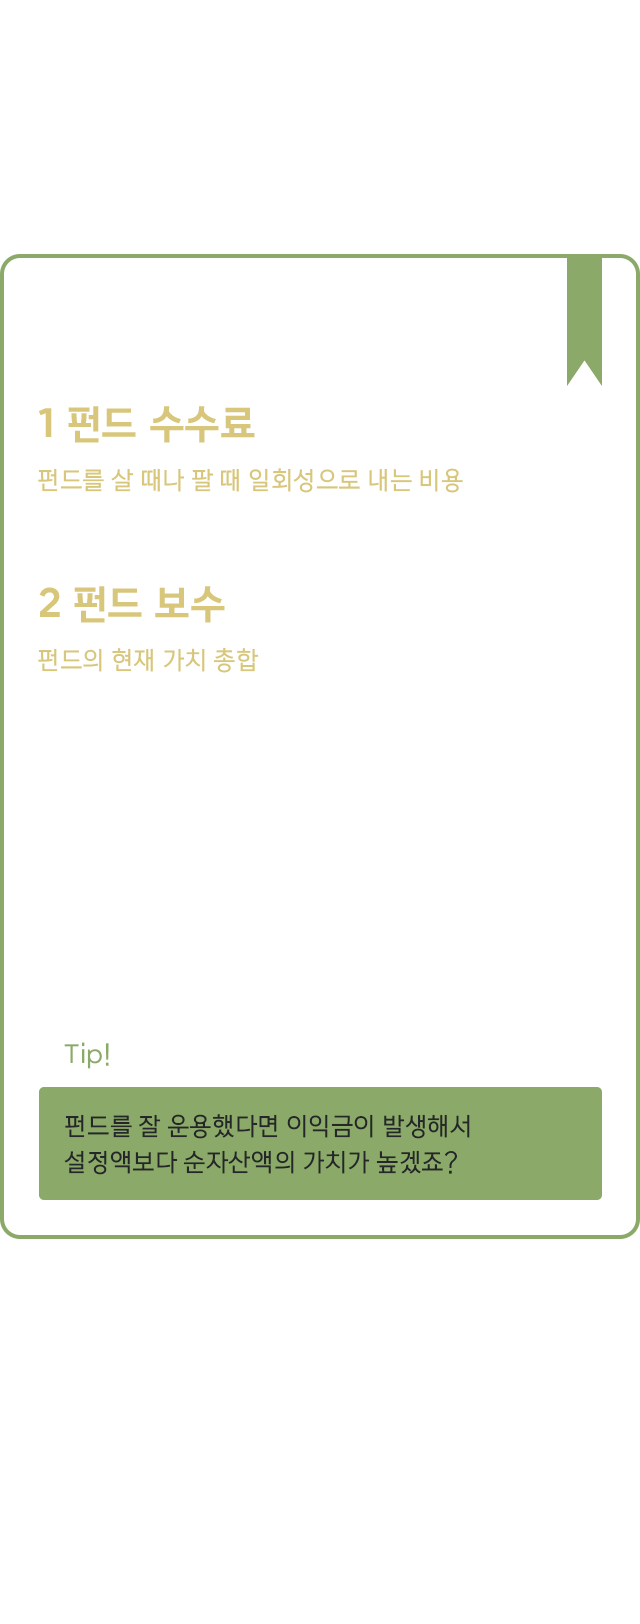 1 펀드 수수료
펀드를 살 때나 팔 때 일회성으로 내는 비용
2 펀드 보수
펀드의 현재 가치 총합
Tip!
펀드를 잘 운용했다면 이익금이 발생해서
설정액보다 순자산액의 가치가 높겠죠?